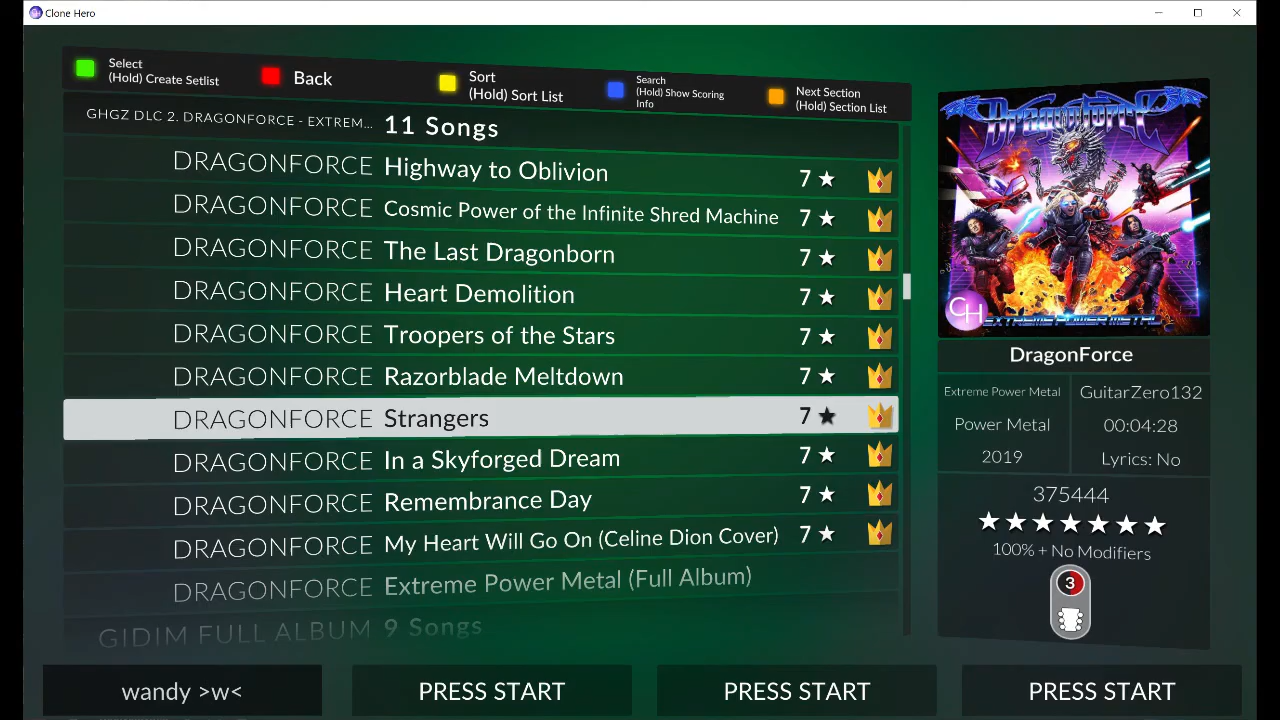 Clone Hero
Select
(Hold) Create Setlist
Back
Sort
(Hold) Sort List
Search
(Hold) Show Scoring
Info
Next Section
(Hold) Section List
GHGZ DLC 2. DRAGONFORCE - EXTREM... 11 Songs
DRAGONFORCE Highway to Oblivion 7 ★
DRAGONFORCE Cosmic Power of the Infinite Shred Machine 7 ★
DRAGONFORCE The Last Dragonborn 7 ★
DRAGONFORCE Heart Demolition 7 ★
DRAGONFORCE Troopers of the Stars 7 ★
DRAGONFORCE Razorblade Meltdown 7 ★
DRAGONFORCE Strangers 7 ★
DRAGONFORCE In a Skyforged Dream 7 ★
DRAGONFORCE Remembrance Day 7 ★
DRAGONFORCE My Heart Will Go On (Celine Dion Cover) 7 ★
DRAGONFORCE Extreme Power Metal (Full Album)
GIDIM FULL ALBUM 9 Songs
DRAGONFORCE
CH
EXTREME POWER METAL
DragonForce
Extreme Power Metal
Power Metal
2019
GuitarZero132
00:04:28
Lyrics: No
375444
★ ★ ★ ★ ★ ★ ★
100% + No Modifiers
3
wandy >w<
PRESS START
PRESS START
PRESS START